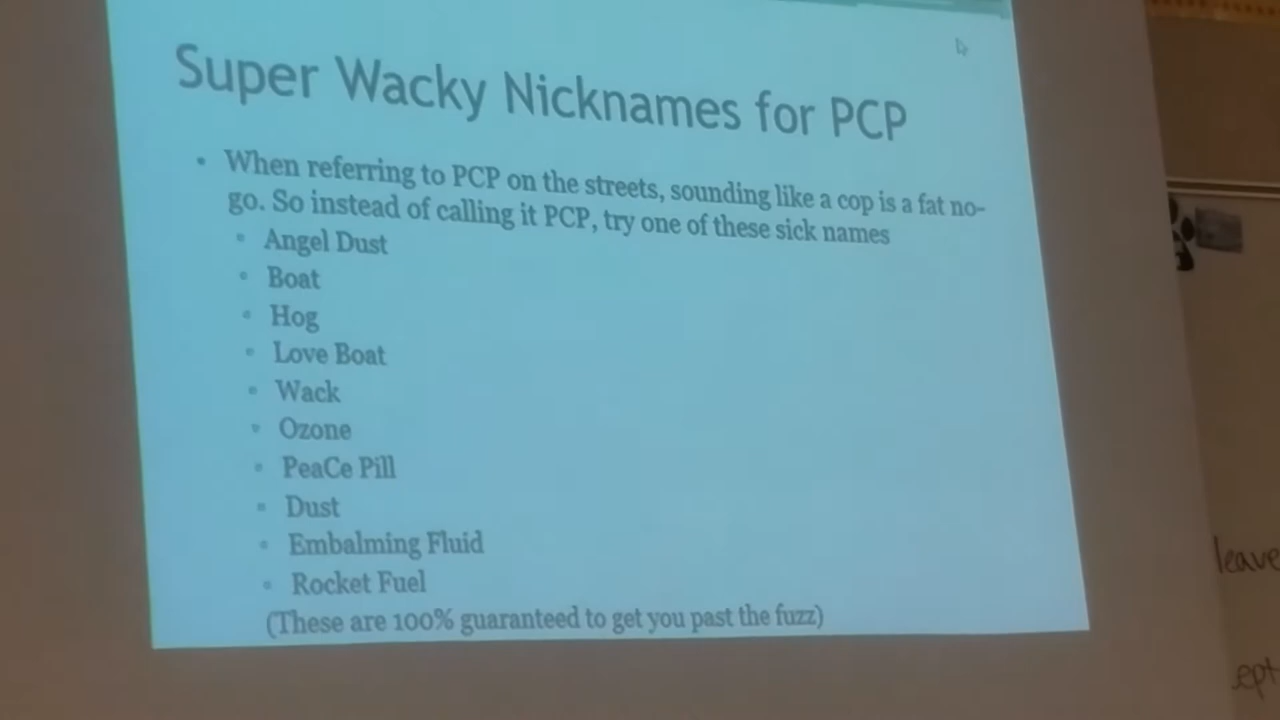 Super Wacky Nicknames for PCP
• When referring to PCP on the streets, sounding like a cop is a fat no-
go. So instead of calling it PCP, try one of these sick names
• Angel Dust
• Boat
• Hog
• Love Boat
• Wack
• Ozone
• PeaCe Pill
• Dust
• Embalming Fluid
• Rocket Fuel
(These are 100% guaranteed to get you past the fuzz)
leave